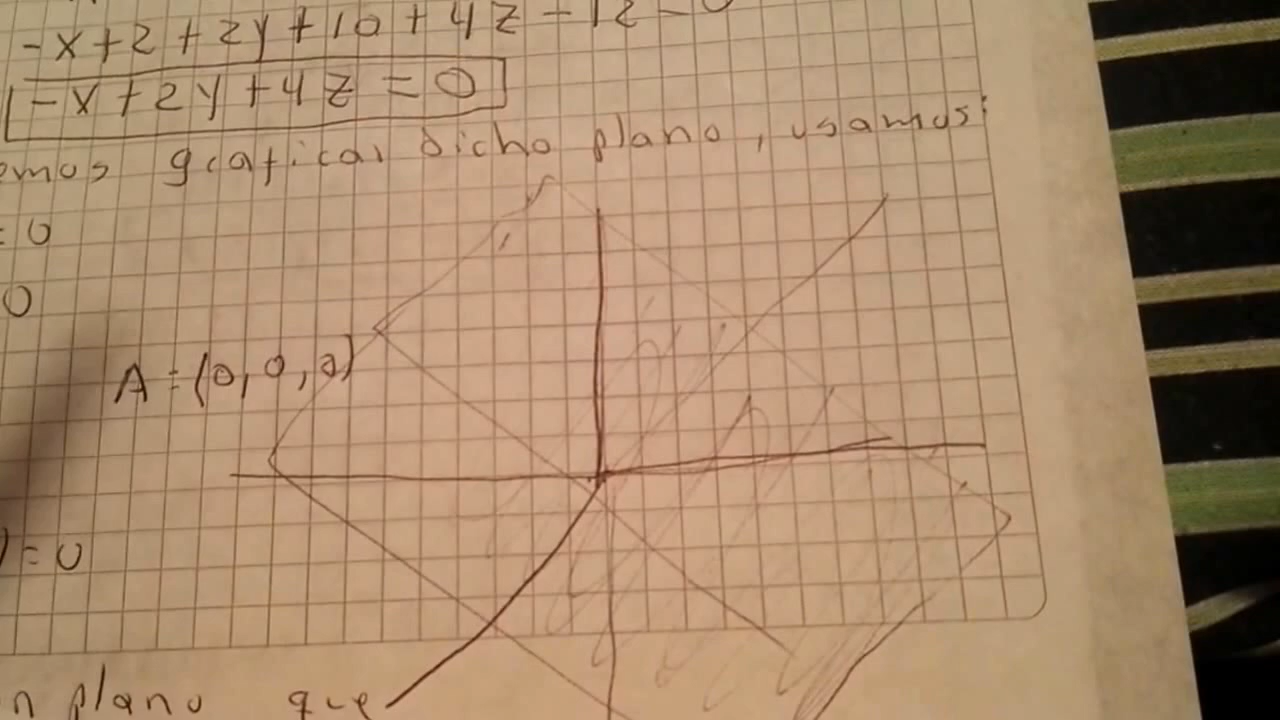 -x+2+2y+10+4z-12=0
-x+2y+4z=0
emos graficar dicho plano, usamos:
=0
0
A=(0,0,0)
)=0
n plano que